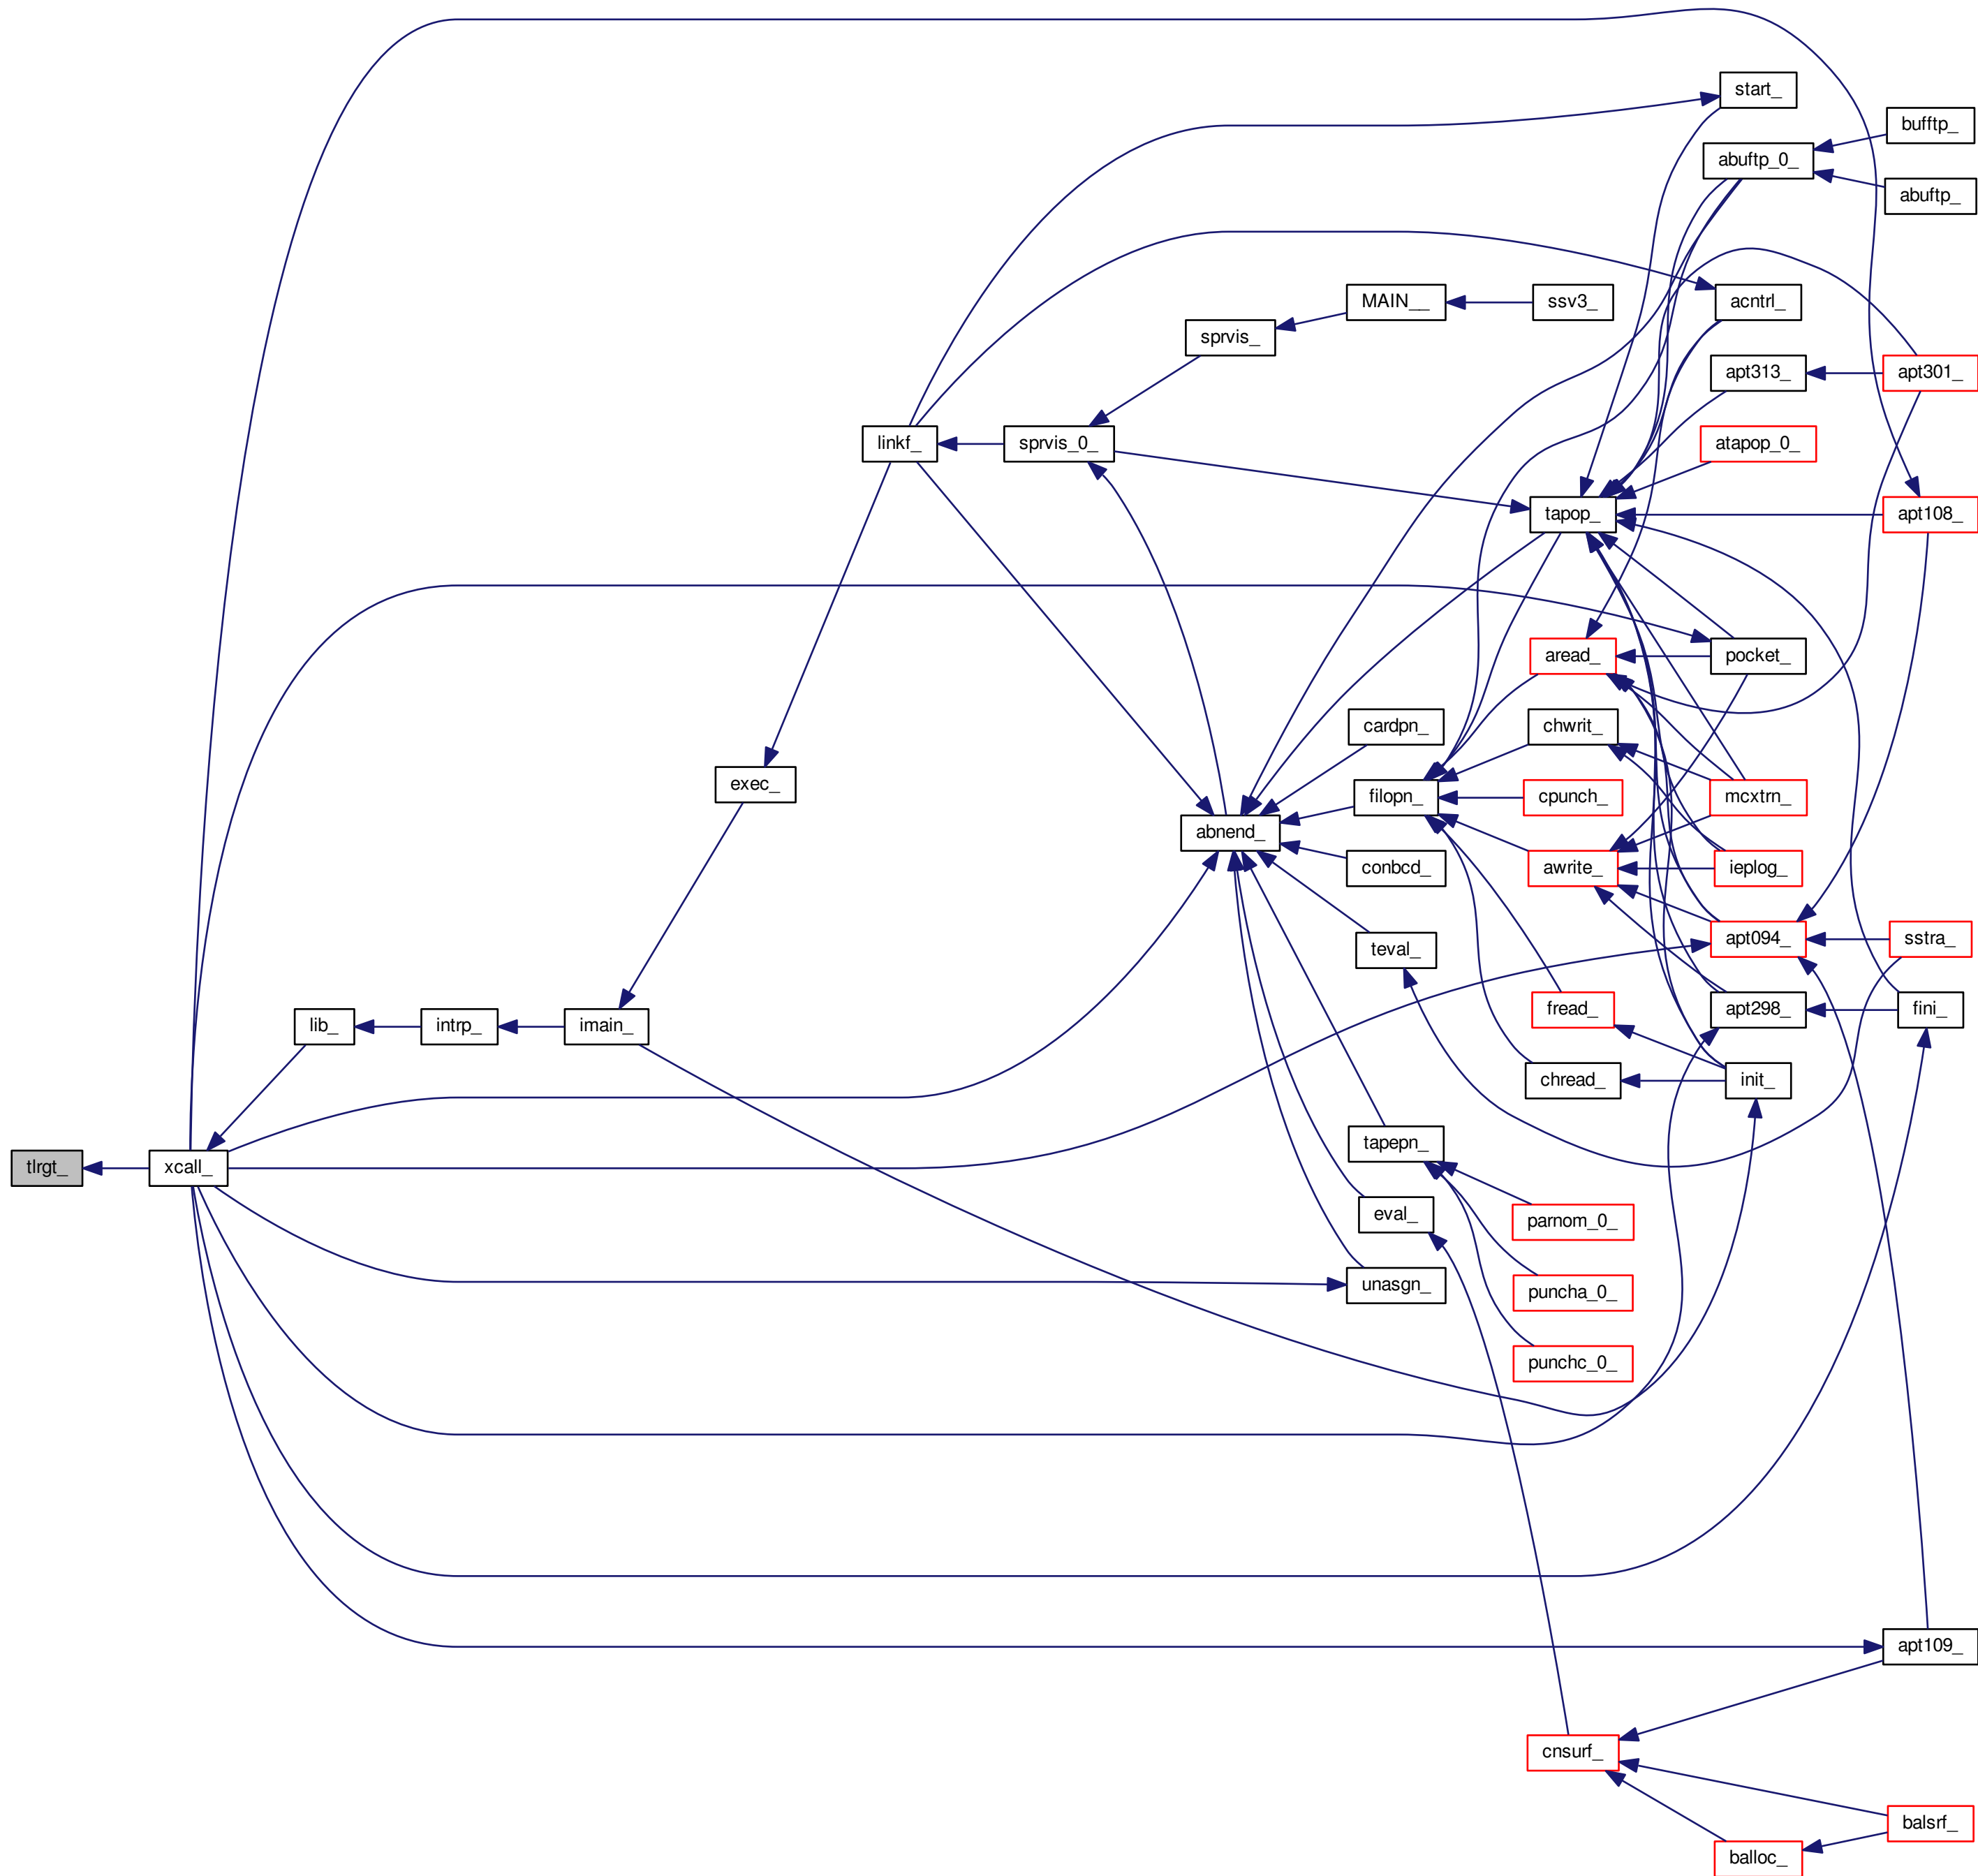 start_
bufftp_
abuftp_0_
abuftp_
MAIN__
ssv3_
acntrl_
sprvis_
apt313_
apt301_
linkf_
sprvis_0_
atapop_0_
tapop_
apt108_
aread_
pocket_
cardpn_
chwrit_
exec_
filopn_
cpunch_
mcxtrn_
abnend_
conbcd_
awrite_
ieplog_
teval_
apt094_
sstra_
lib_
intrp_
imain_
fread_
apt298_
fini_
chread_
init_
tapepn_
tlrgt_
xcall_
eval_
parnom_0_
unasgn_
puncha_0_
punchc_0_
apt109_
cnsurf_
balsrf_
balloc_